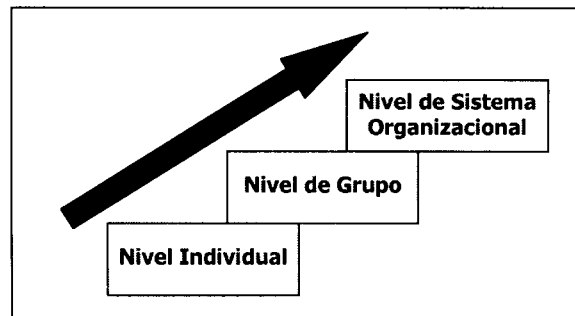 Nivel de Sistema
Organizacional
Nivel de Grupo
Nivel Individual